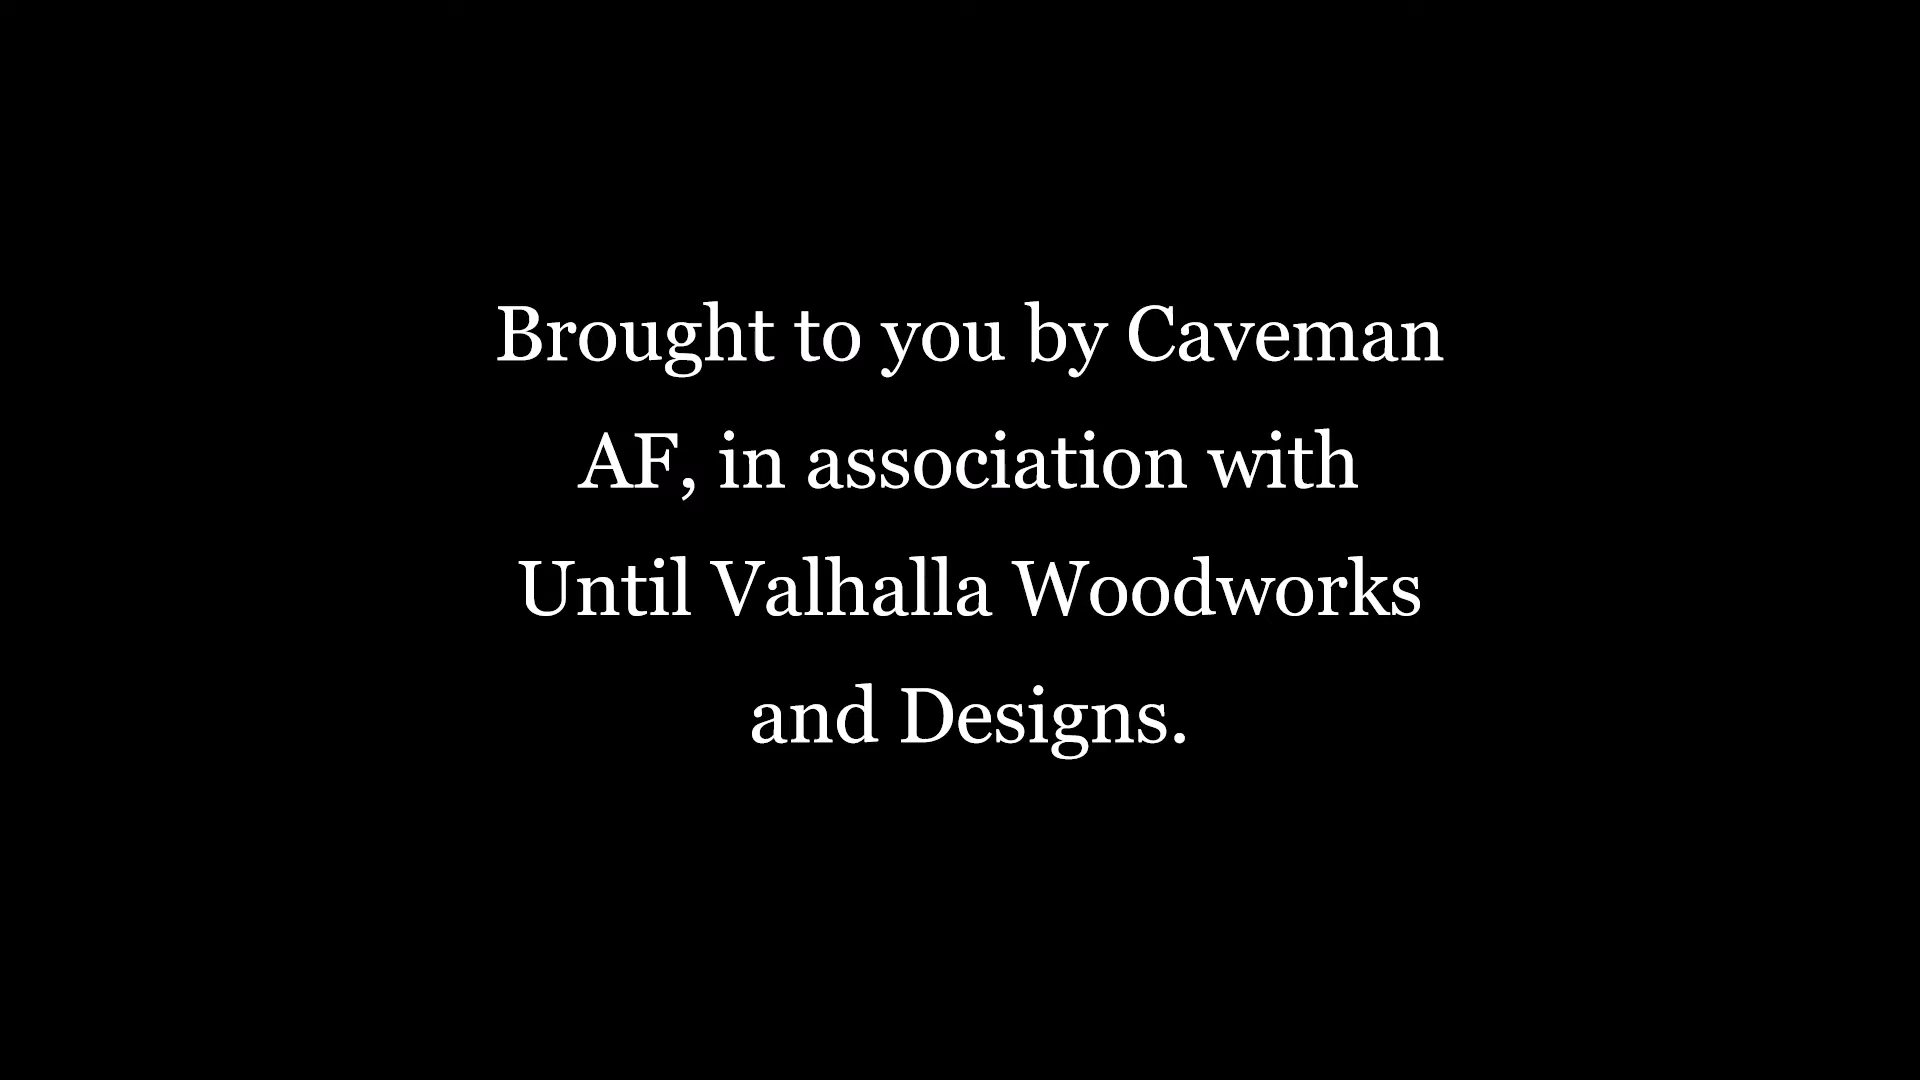 Brought to you by Caveman
AF, in association with
Until Valhalla Woodworks
and Designs.